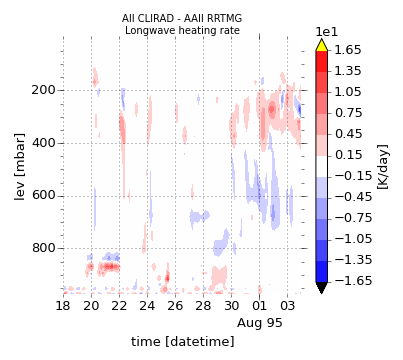 All CLIRAD - AAll RRTMG
Longwave heating rate
1e1
lev [mbar]
200
400
600
800
18 20 22 24 26 28 30 01 03
Aug 95
time [datetime]
1.65
1.35
1.05
0.75
0.45
0.15
−0.15
−0.45
−0.75
−1.05
−1.35
−1.65
[K/day]